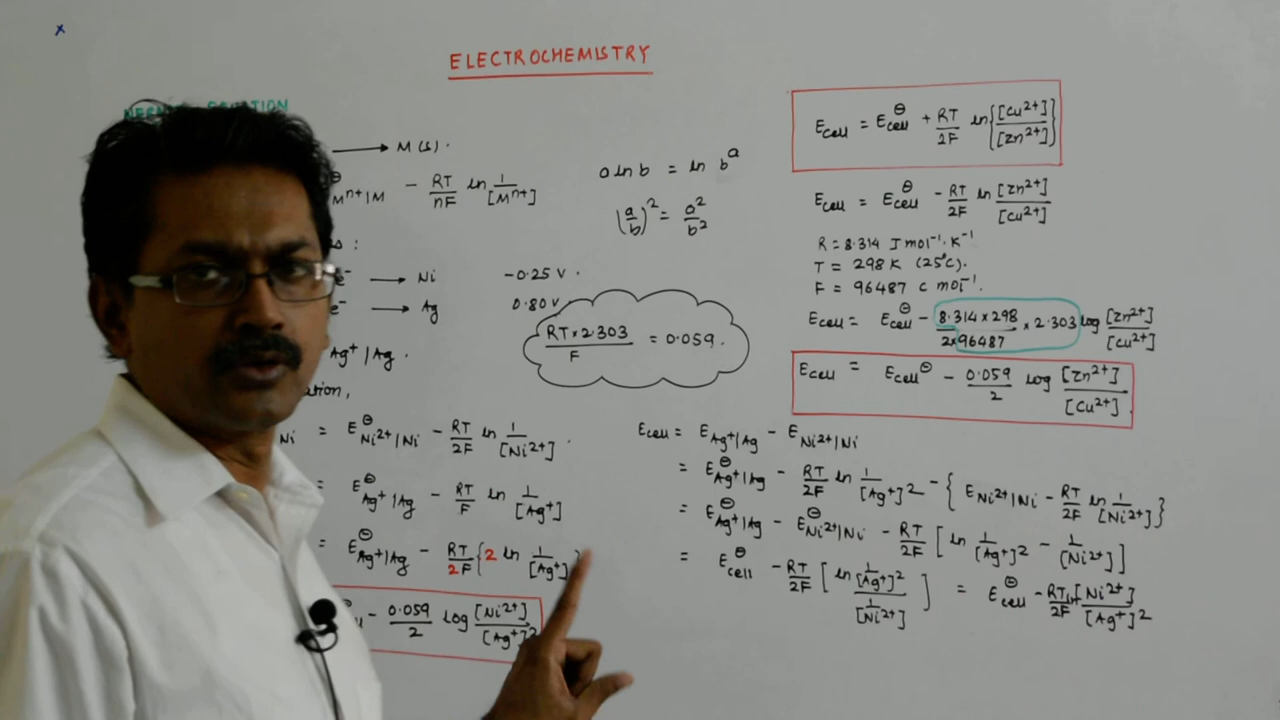 x
ELECTROCHEMISTRY
⟶ M(s).
Mⁿ⁺|M − RT/nF ln 1/[Mⁿ⁺]
e⁻ ⟶ Ni −0.25 V.
e⁻ ⟶ Ag 0.80V.
Ag⁺/Ag.
Ni = E⊖Ni²⁺|Ni − RT/2F ln 1/[Ni²⁺].
= E⊖Ag⁺|Ag − RT/F ln 1/[Ag⁺]
= E⊖Ag⁺|Ag − RT/2F {2 ln 1/[Ag⁺]}
− 0.059/2 log [Ni²⁺]/[Ag⁺]²
a ln b = ln bᵃ
(a/b)² = a²/b²
RT×2.303/F = 0.059.
Ecell = E⊖cell + RT/2F ln{[Cu²⁺]/[Zn²⁺]}
Ecell = E⊖cell − RT/2F ln [Zn²⁺]/[Cu²⁺]
R = 8.314 J mol⁻¹. K⁻¹
T = 298 K (25°C).
F = 96487 C mol⁻¹.
Ecell = E⊖cell − 8.314×298/2×96487 × 2.303 log [Zn²⁺]/[Cu²⁺]
Ecell = Ecell⊖ − 0.059/2 log [Zn²⁺]/[Cu²⁺]
Ecell = EAg⁺|Ag − ENi²⁺|Ni
= E⊖Ag⁺|Ag − RT/2F ln 1/[Ag⁺]² − {ENi²⁺|Ni − RT/2F ln 1/[Ni²⁺]}
= E⊖Ag⁺|Ag − E⊖Ni²⁺|Ni − RT/2F [ln 1/[Ag⁺]² − 1/[Ni²⁺]]
= E⊖cell − RT/2F [ln 1/[Ag⁺]² / 1/[Ni²⁺]] = E⊖cell − RT/2F ln [Ni²⁺]/[Ag⁺]²